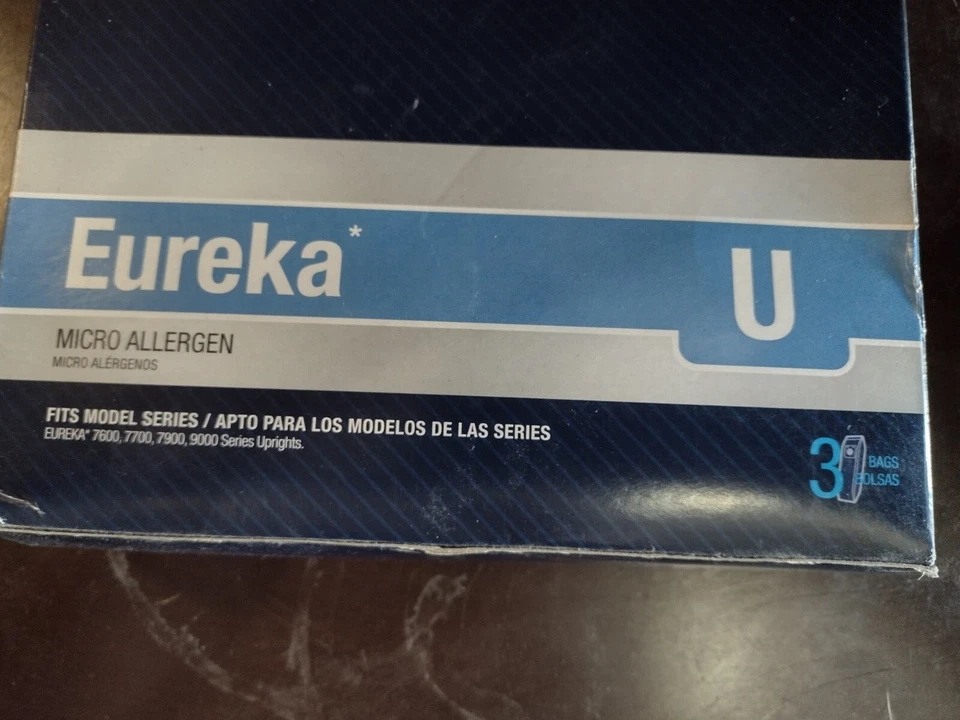 Eureka*
U
MICRO ALLERGEN
MICRO ALÉRGENOS
FITS MODEL SERIES / APTO PARA LOS MODELOS DE LAS SERIES
EUREKA* 7600, 7700, 7900, 9000 Series Uprights.
3 BAGS
BOLSAS